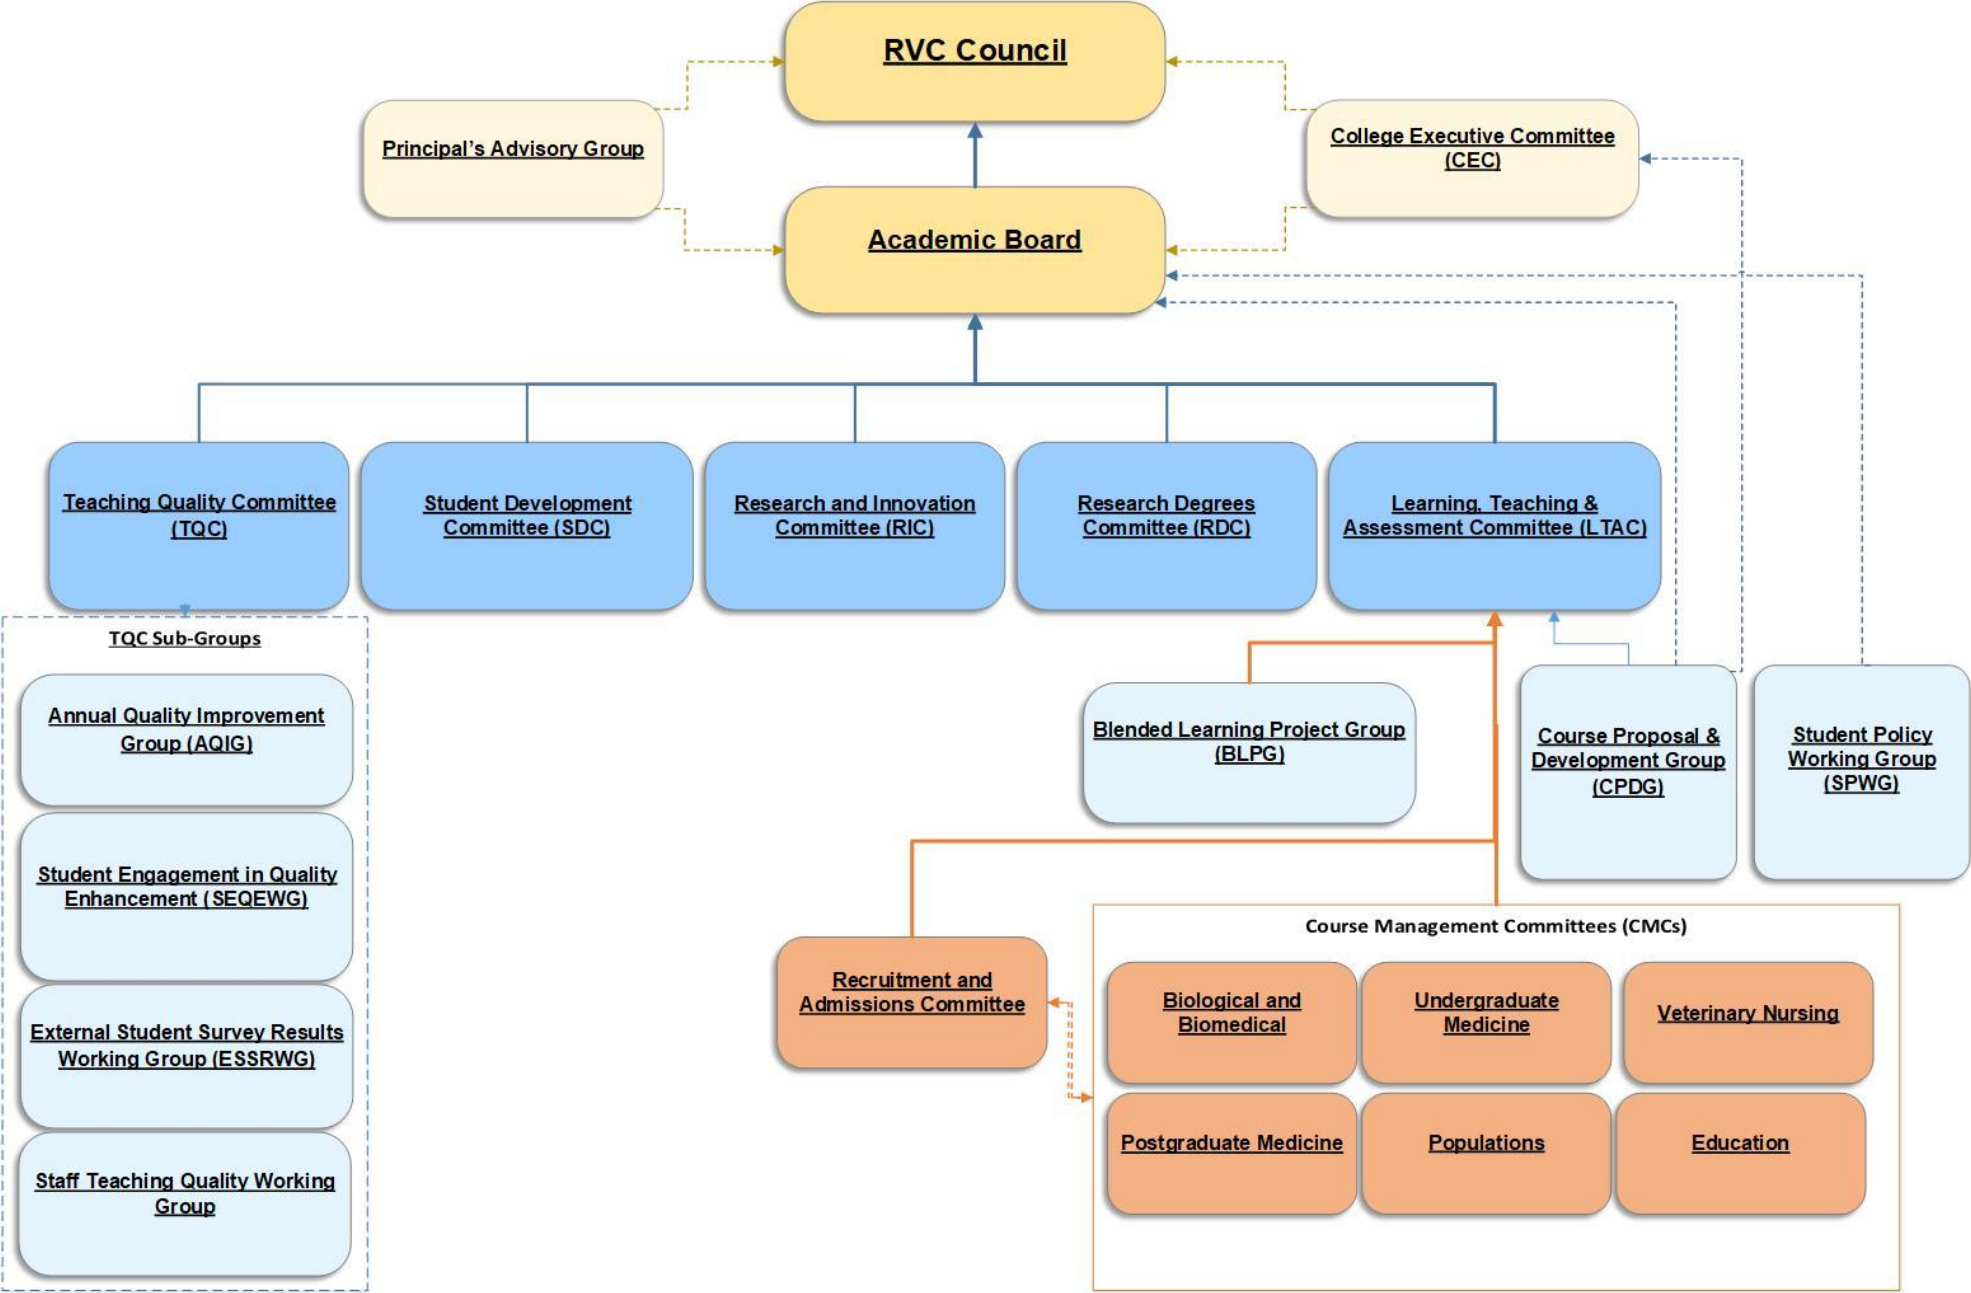 RVC Council
Principal’s Advisory Group
College Executive Committee
(CEC)
Academic Board
Teaching Quality Committee
(TQC)
Student Development
Committee (SDC)
Research and Innovation
Committee (RIC)
Research Degrees
Committee (RDC)
Learning, Teaching &
Assessment Committee (LTAC)
TQC Sub-Groups
Annual Quality Improvement
Group (AQIG)
Student Engagement in Quality
Enhancement (SEQEWG)
External Student Survey Results
Working Group (ESSRWG)
Staff Teaching Quality Working
Group
Blended Learning Project Group
(BLPG)
Course Proposal &
Development Group
(CPDG)
Student Policy
Working Group
(SPWG)
Recruitment and
Admissions Committee
Course Management Committees (CMCs)
Biological and
Biomedical
Undergraduate
Medicine
Veterinary Nursing
Postgraduate Medicine
Populations
Education